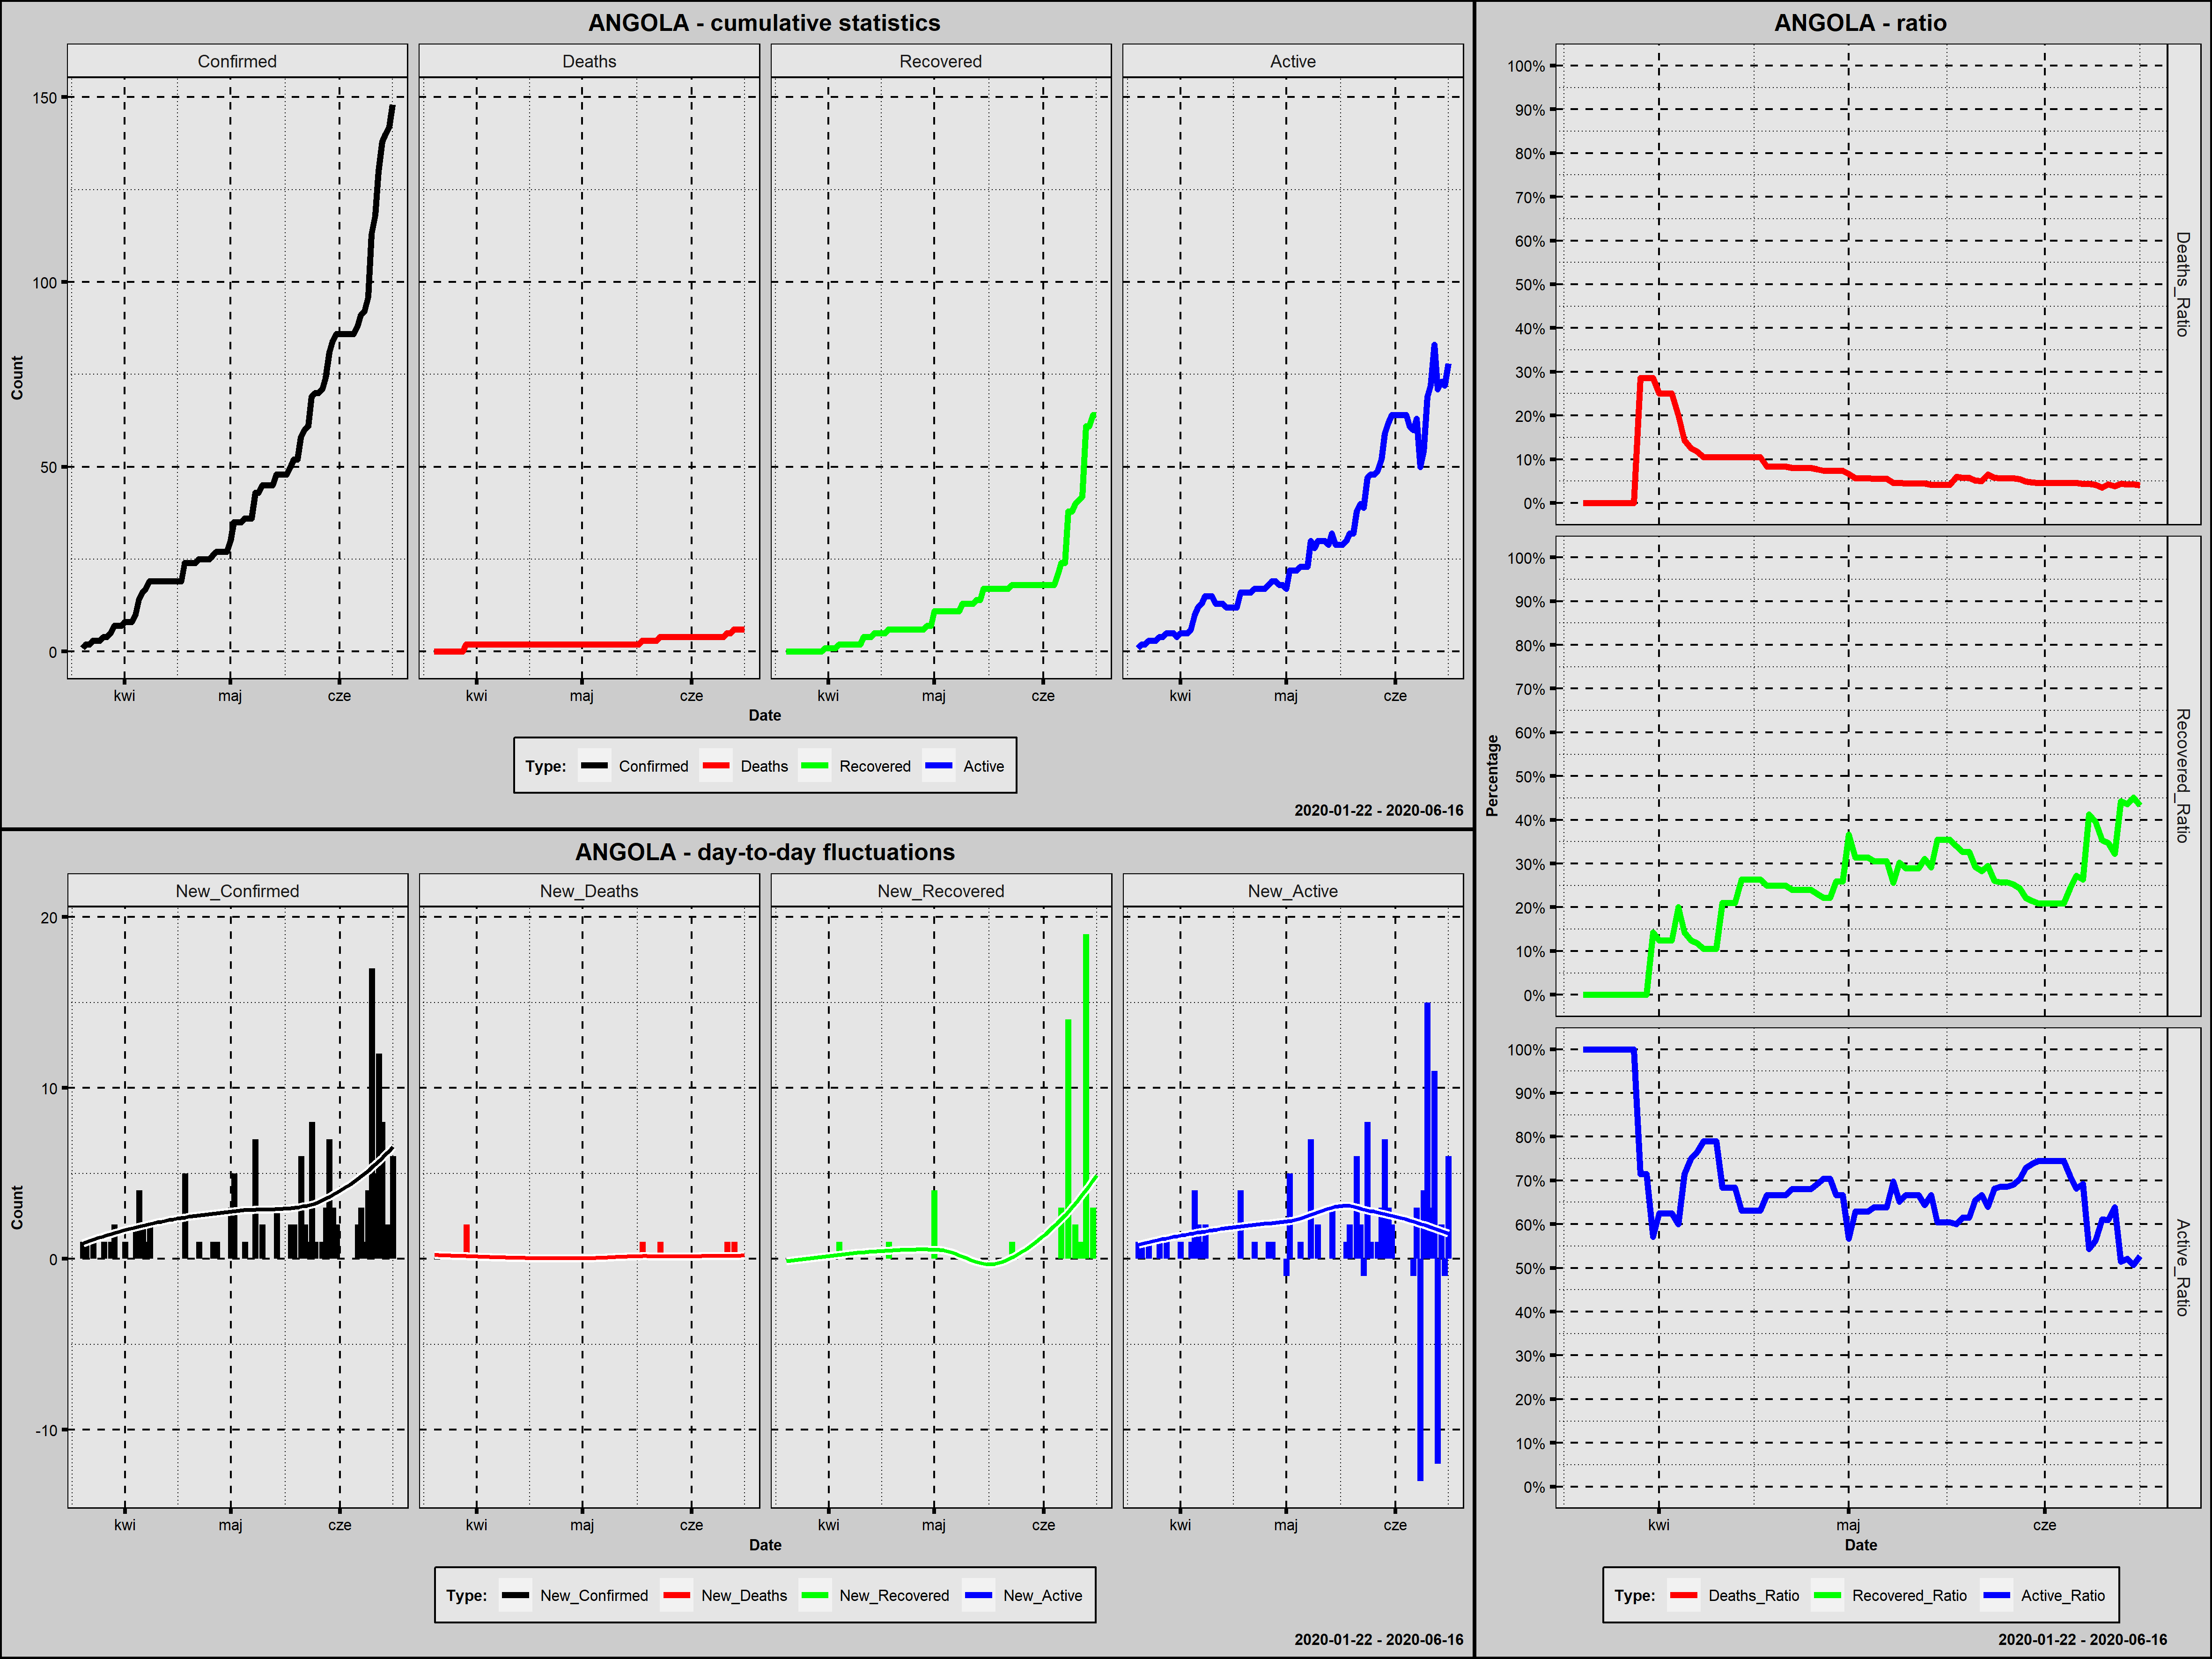 ANGOLA - cumulative statistics
Confirmed Deaths Recovered Active
150
100
50
0
Count
kwi maj cze kwi maj cze kwi maj cze kwi maj cze
Date
Type: Confirmed Deaths Recovered Active
2020-01-22 - 2020-06-16
ANGOLA - day-to-day fluctuations
New_Confirmed New_Deaths New_Recovered New_Active
20
10
0
-10
Count
kwi maj cze kwi maj cze kwi maj cze kwi maj cze
Date
Type: New_Confirmed New_Deaths New_Recovered New_Active
2020-01-22 - 2020-06-16
ANGOLA - ratio
100%
90%
80%
70%
60%
50%
40%
30%
20%
10%
0%
Deaths_Ratio
100%
90%
80%
70%
60%
50%
40%
30%
20%
10%
0%
Recovered_Ratio
Percentage
100%
90%
80%
70%
60%
50%
40%
30%
20%
10%
0%
Active_Ratio
kwi maj cze
Date
Type: Deaths_Ratio Recovered_Ratio Active_Ratio
2020-01-22 - 2020-06-16